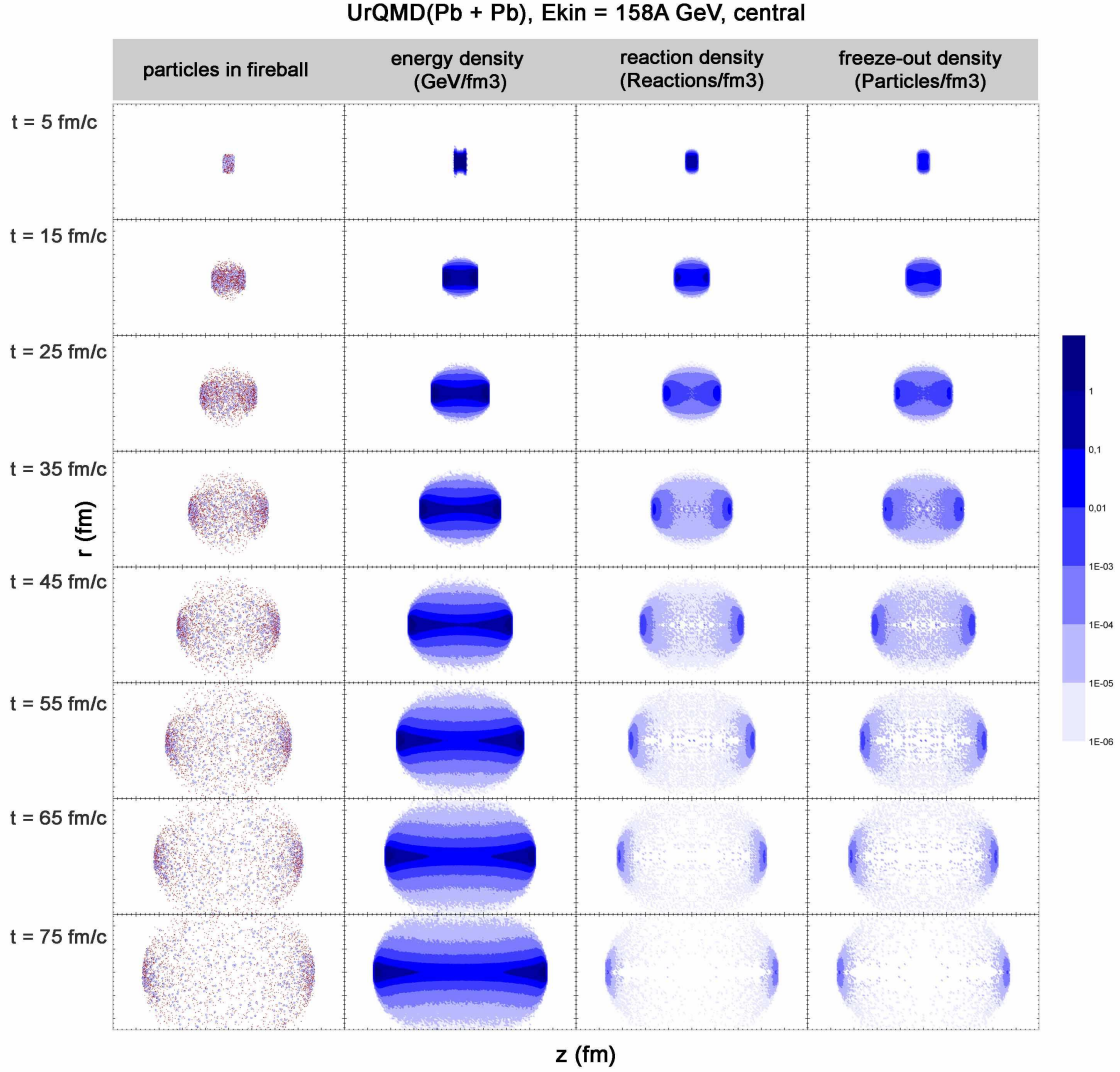 UrQMD(Pb + Pb), Ekin = 158A GeV, central
particles in fireball
energy density
(GeV/fm3)
reaction density
(Reactions/fm3)
freeze-out density
(Particles/fm3)
t = 5 fm/c
t = 15 fm/c
t = 25 fm/c
t = 35 fm/c
t = 45 fm/c
t = 55 fm/c
t = 65 fm/c
t = 75 fm/c
r (fm)
z (fm)
1
0,1
0,01
1E-03
1E-04
1E-05
1E-06